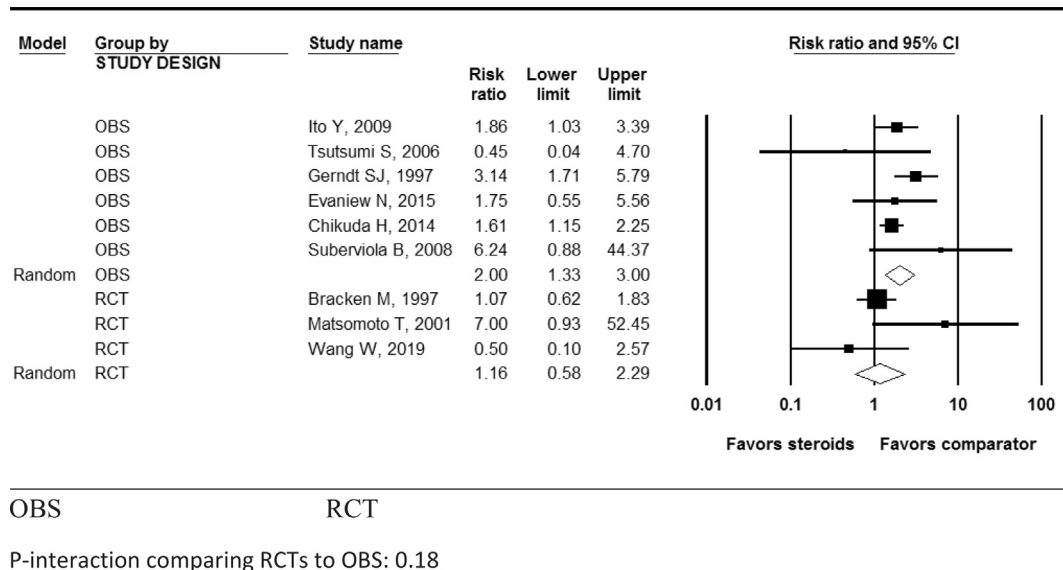 Model Group by Study name Risk ratio and 95% CI
STUDY DESIGN
Risk Lower Upper
ratio limit limit
OBS Ito Y, 2009 1.86 1.03 3.39
OBS Tsutsumi S, 2006 0.45 0.04 4.70
OBS Gerndt SJ, 1997 3.14 1.71 5.79
OBS Evaniew N, 2015 1.75 0.55 5.56
OBS Chikuda H, 2014 1.61 1.15 2.25
OBS Suberviola B, 2008 6.24 0.88 44.37
Random OBS 2.00 1.33 3.00
RCT Bracken M, 1997 1.07 0.62 1.83
RCT Matsomoto T, 2001 7.00 0.93 52.45
RCT Wang W, 2019 0.50 0.10 2.57
Random RCT 1.16 0.58 2.29
0.01 0.1 1 10 100
Favors steroids Favors comparator
OBS RCT
P-interaction comparing RCTs to OBS: 0.18